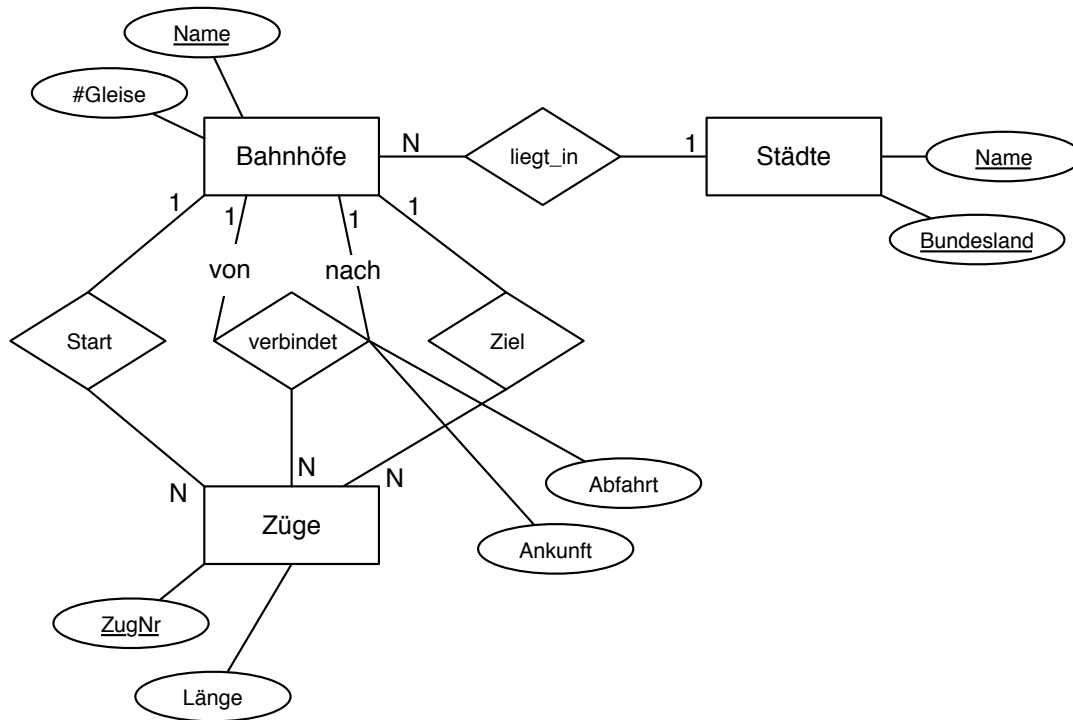 Name
#Gleise
Bahnhöfe
N
liegt_in
1
Städte
Name
Bundesland
1
1
1
1
von
nach
Start
verbindet
Ziel
N
N
N
Abfahrt
Züge
Ankunft
ZugNr
Länge